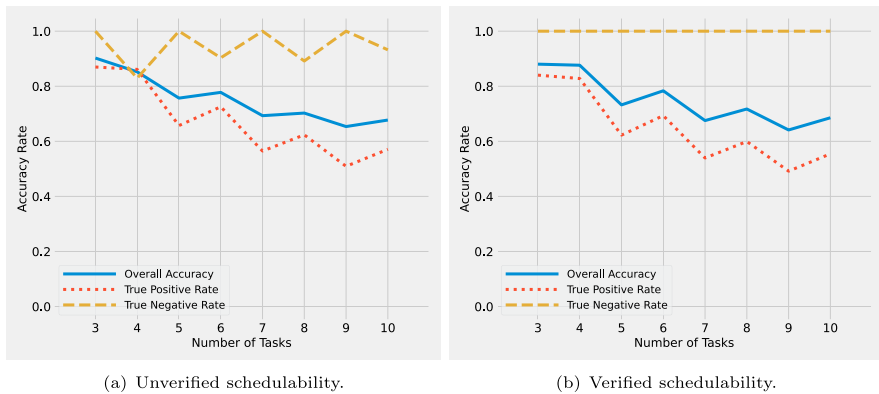 1.0
0.8
0.6
0.4
0.2
0.0
Accuracy Rate
Overall Accuracy
True Positive Rate
True Negative Rate
3 4 5 6 7 8 9 10
Number of Tasks
(a) Unverified schedulability.
1.0
0.8
0.6
0.4
0.2
0.0
Accuracy Rate
Overall Accuracy
True Positive Rate
True Negative Rate
3 4 5 6 7 8 9 10
Number of Tasks
(b) Verified schedulability.